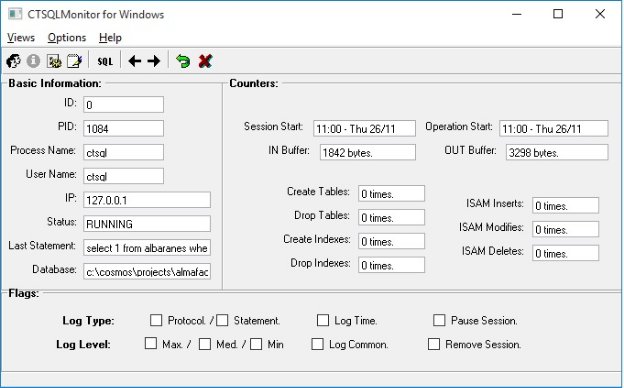 CTSQLMonitor for Windows
Views Options Help
SQL
Basic Information:
ID: 0
PID: 1084
Process Name: ctsql
User Name: ctsql
IP: 127.0.0.1
Status: RUNNING
Last Statement: select 1 from albaranes whe
Database: c:\cosmos\projects\almafac
Counters:
Session Start: 11:00 - Thu 26/11 Operation Start: 11:00 - Thu 26/11
IN Buffer: 1842 bytes. OUT Buffer: 3298 bytes.
Create Tables: 0 times.
Drop Tables: 0 times.
Create Indexes: 0 times.
Drop Indexes: 0 times.
ISAM Inserts: 0 times.
ISAM Modifies: 0 times.
ISAM Deletes: 0 times.
Flags:
Log Type: Protocol. / Statement. Log Time. Pause Session.
Log Level: Max. / Med. / Min Log Common. Remove Session.